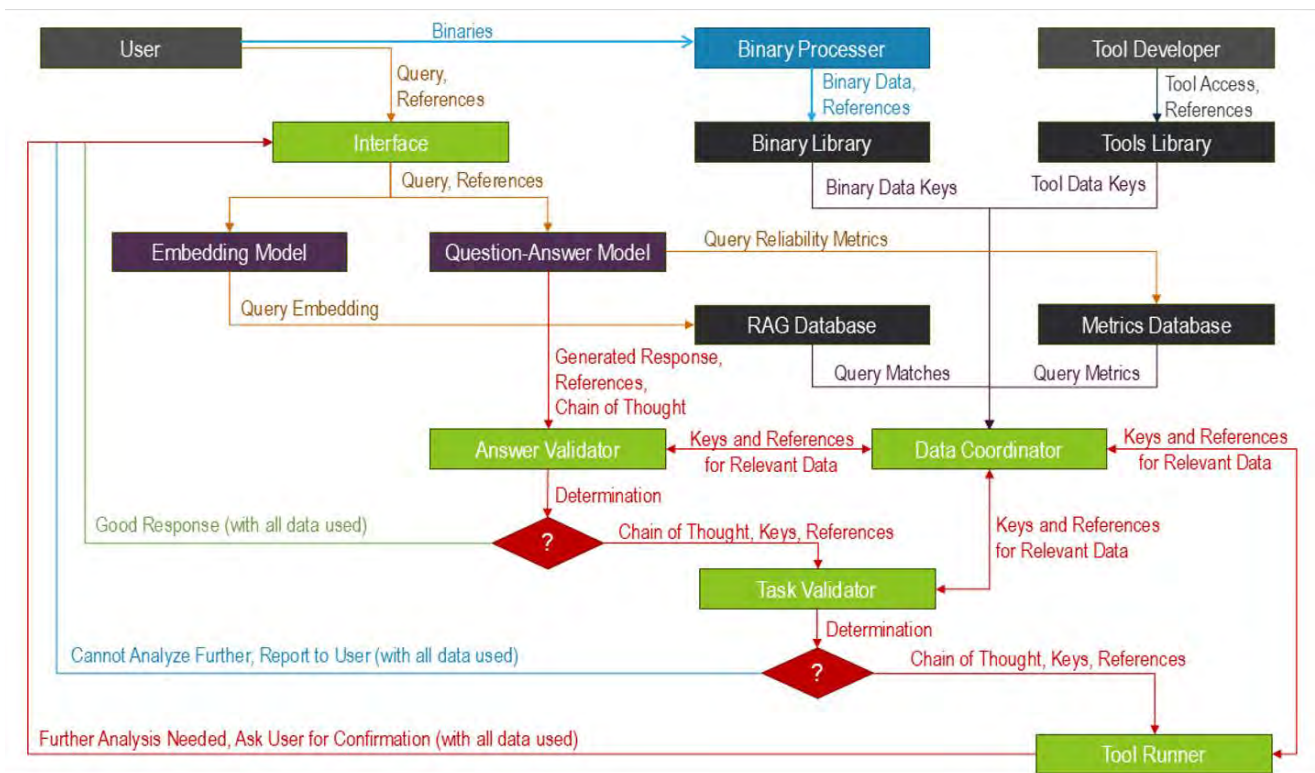 User
Binaries
Binary Processer
Tool Developer
Query,
References
Binary Data,
References
Tool Access,
References
Interface
Binary Library
Tools Library
Query, References
Binary Data Keys
Tool Data Keys
Embedding Model
Question-Answer Model
Query Reliability Metrics
Query Embedding
RAG Database
Metrics Database
Generated Response,
References,
Chain of Thought
Query Matches
Query Metrics
Answer Validator
Keys and References
for Relevant Data
Data Coordinator
Keys and References
for Relevant Data
Determination
Good Response (with all data used)
?
Chain of Thought, Keys, References
Keys and References
for Relevant Data
Task Validator
Determination
Cannot Analyze Further, Report to User (with all data used)
?
Chain of Thought, Keys, References
Further Analysis Needed, Ask User for Confirmation (with all data used)
Tool Runner